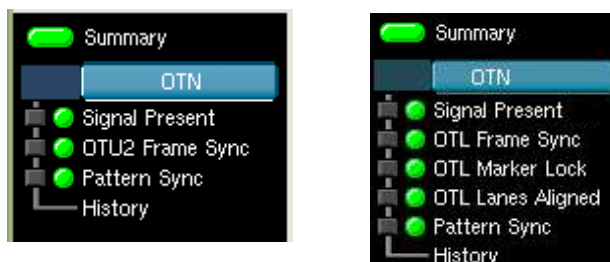 Summary
OTN
Signal Present
OTU2 Frame Sync
Pattern Sync
History
Summary
OTN
Signal Present
OTL Frame Sync
OTL Marker Lock
OTL Lanes Aligned
Pattern Sync
History